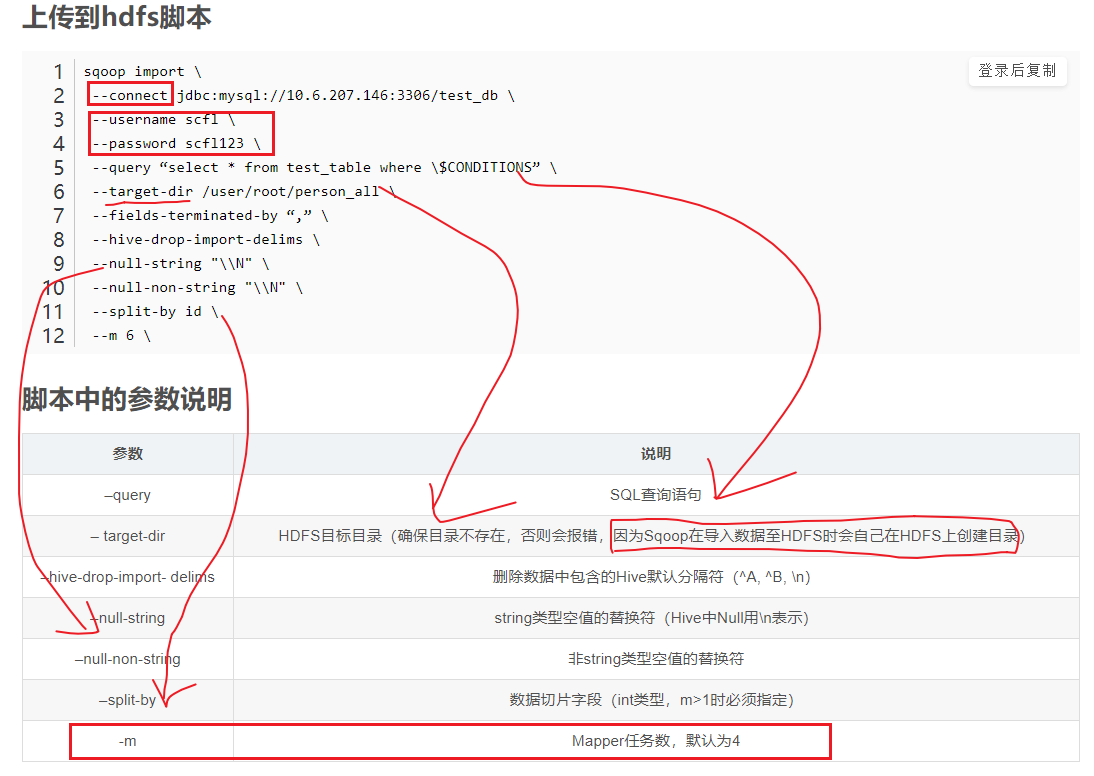 上传到hdfs脚本
登录后复制
1 sqoop import \
2 --connect jdbc:mysql://10.6.207.146:3306/test_db \
3 --username scfl \
4 --password scfl123 \
5 --query “select * from test_table where \$CONDITIONS” \
6 --target-dir /user/root/person_all \
7 --fields-terminated-by “,” \
8 --hive-drop-import-delims \
9 --null-string "\\N" \
10 --null-non-string "\\N" \
11 --split-by id \
12 --m 6 \
脚本中的参数说明
参数 说明
–query SQL查询语句
– target-dir HDFS目标目录（确保目录不存在，否则会报错，因为Sqoop在导入数据至HDFS时会自己在HDFS上创建目录）
–hive-drop-import- delims 删除数据中包含的Hive默认分隔符（^A, ^B, \n）
–null-string string类型空值的替换符（Hive中Null用\n表示）
–null-non-string 非string类型空值的替换符
–split-by 数据切片字段（int类型，m>1时必须指定）
-m Mapper任务数，默认为4